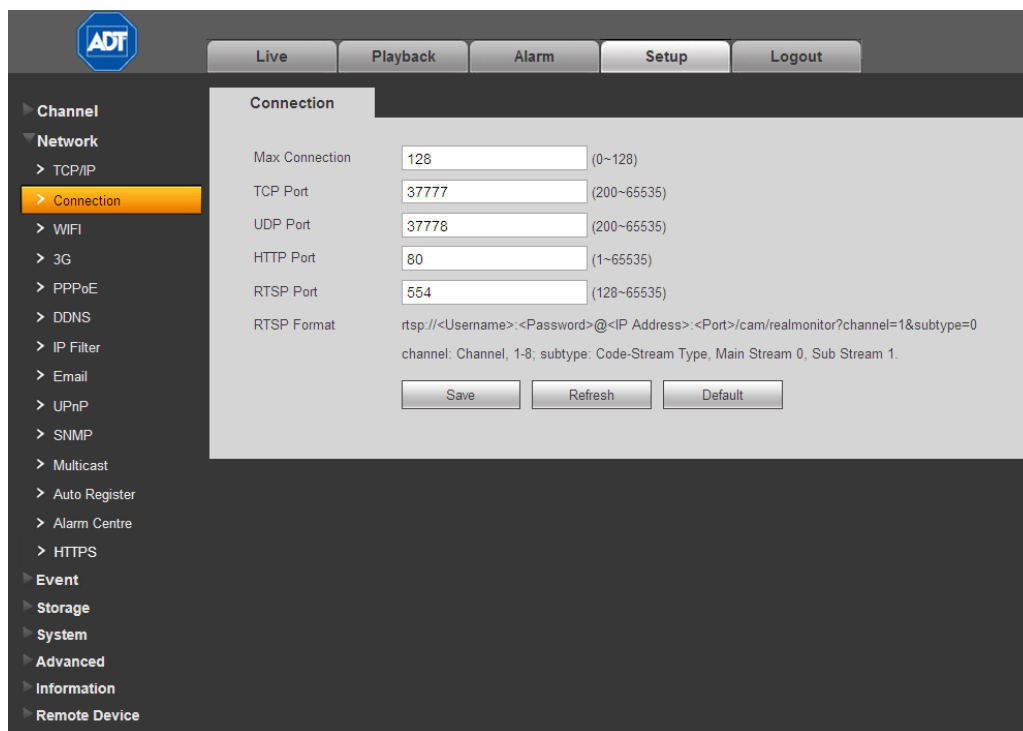 ADT
Live Playback Alarm Setup Logout
Channel
Network
> TCP/IP
> Connection
> WIFI
> 3G
> PPPoE
> DDNS
> IP Filter
> Email
> UPnP
> SNMP
> Multicast
> Auto Register
> Alarm Centre
> HTTPS
Event
Storage
System
Advanced
Information
Remote Device
Connection
Max Connection 128 (0~128)
TCP Port 37777 (200~65535)
UDP Port 37778 (200~65535)
HTTP Port 80 (1~65535)
RTSP Port 554 (128~65535)
RTSP Format rtsp://<Username>:<Password>@<IP Address>:<Port>/cam/realmonitor?channel=1&subtype=0
channel: Channel, 1-8; subtype: Code-Stream Type, Main Stream 0, Sub Stream 1.
Save Refresh Default